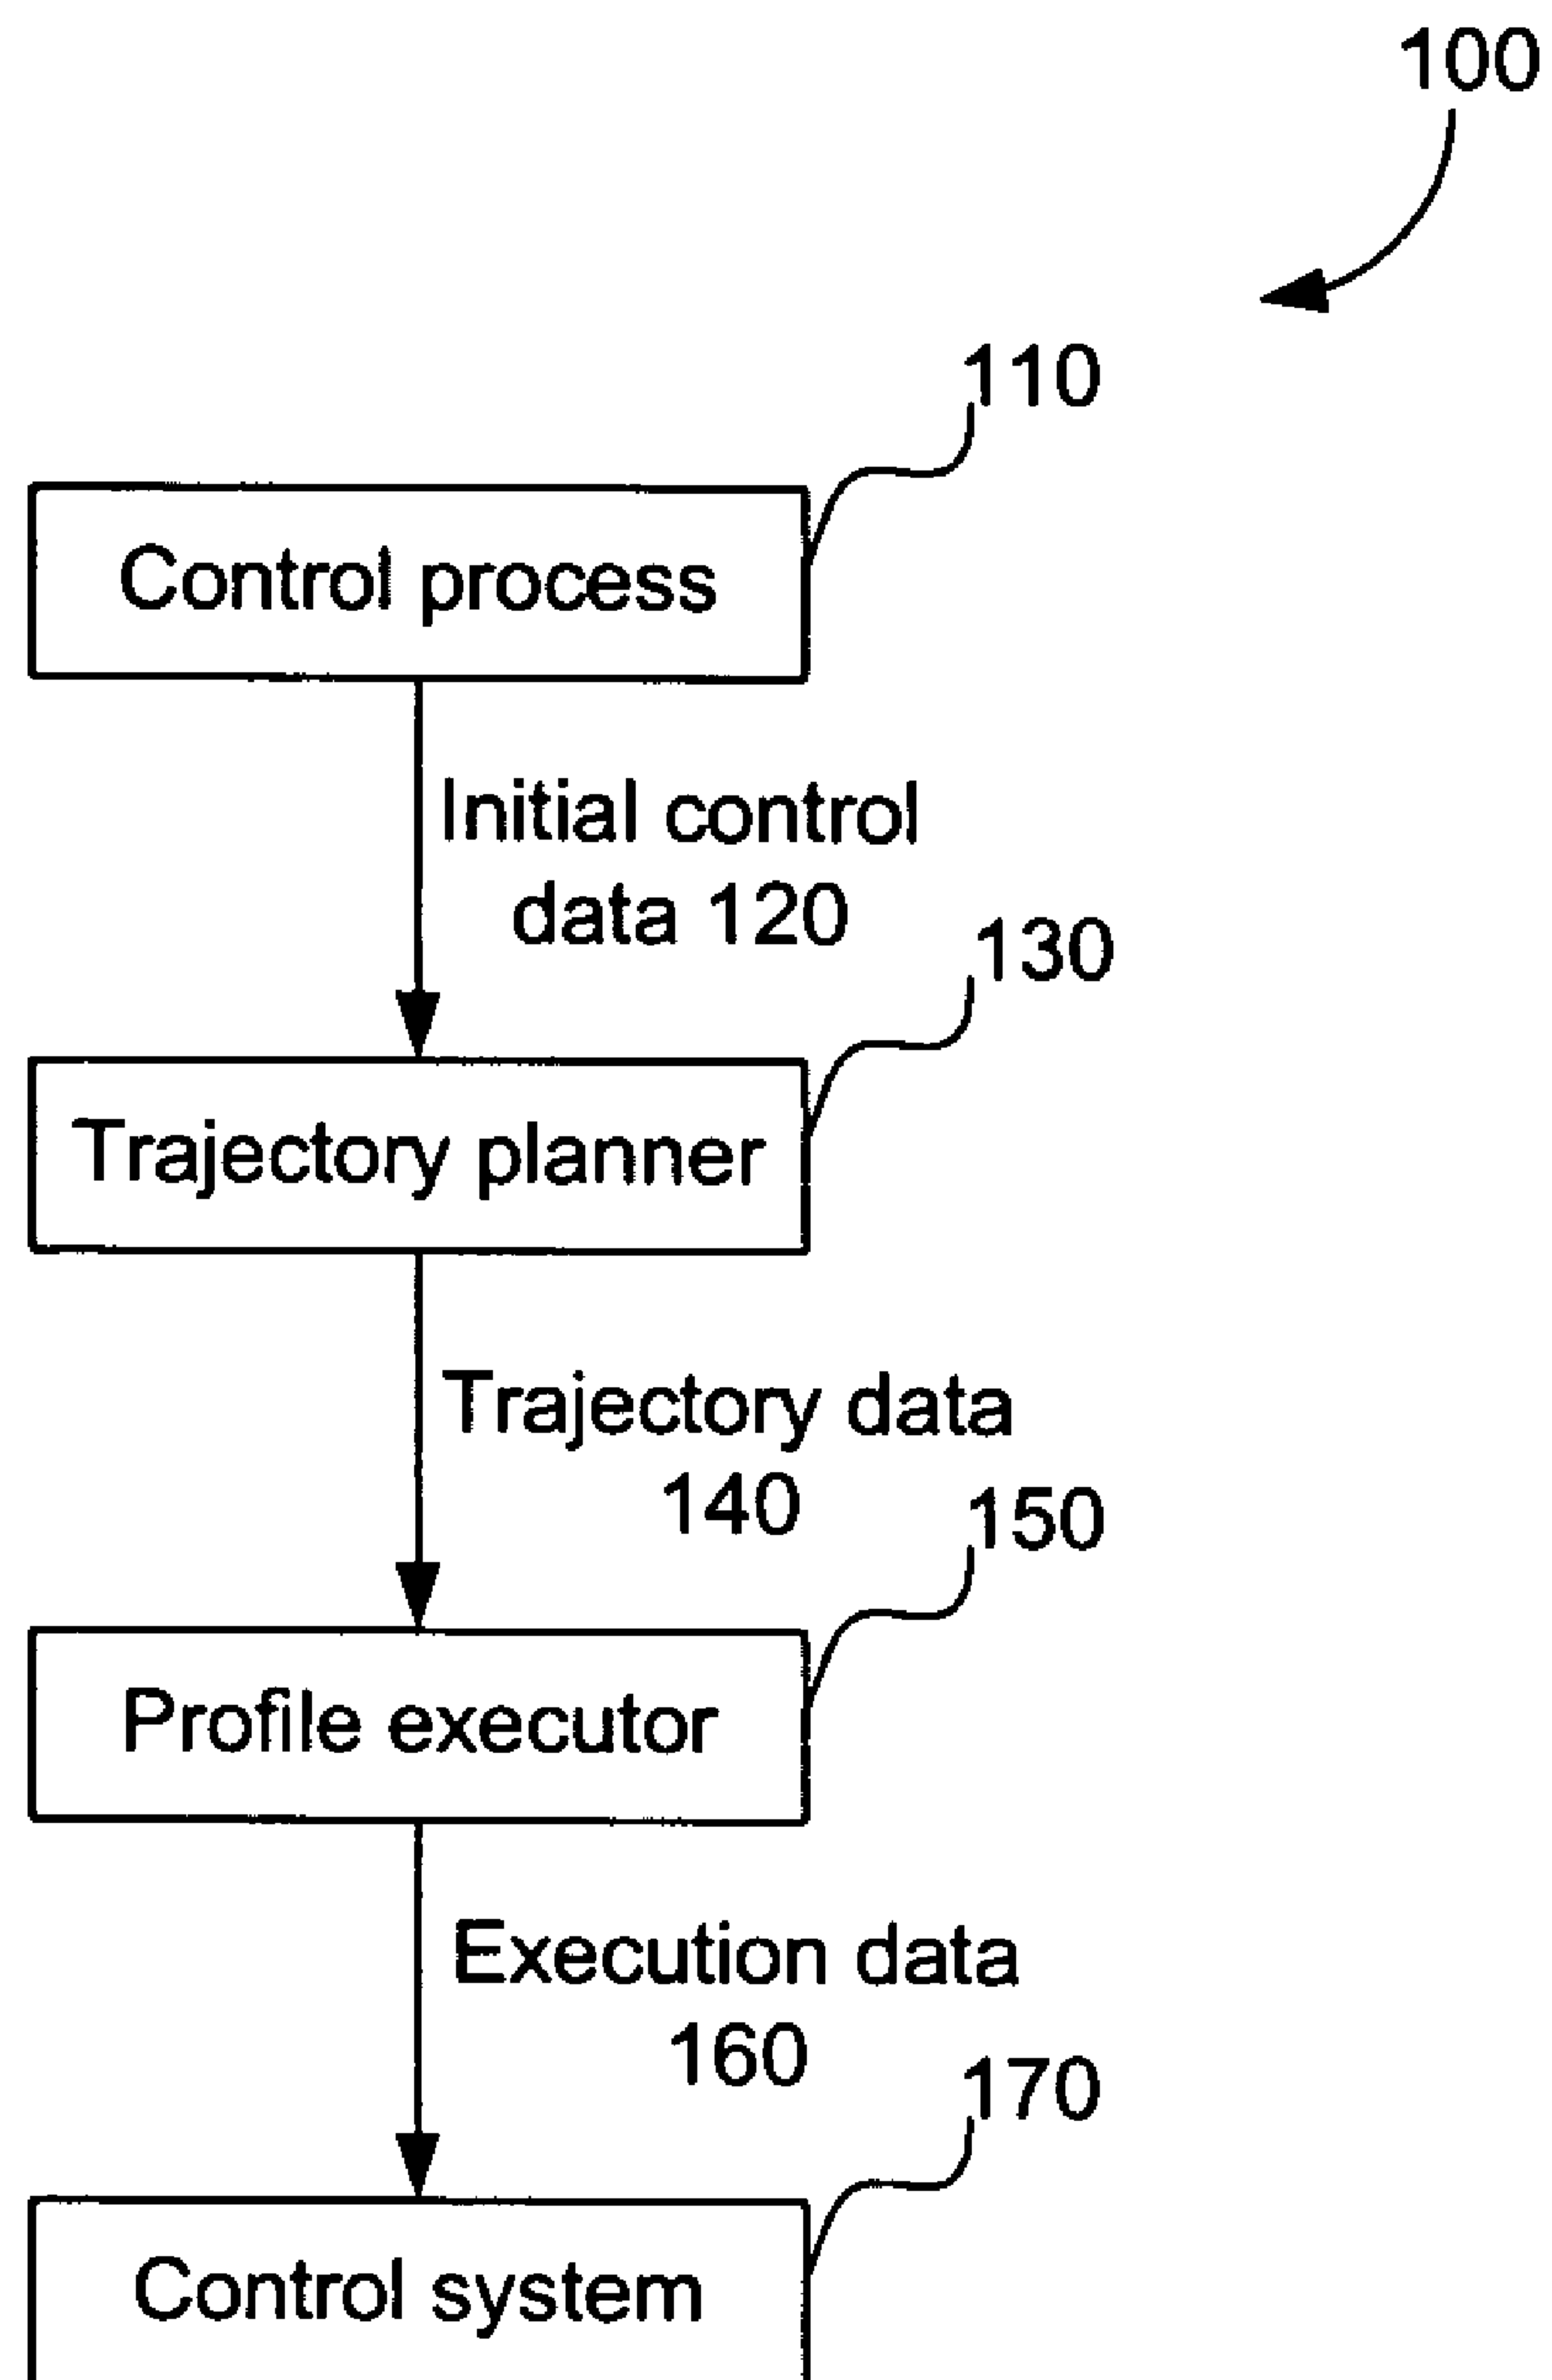 100
110
Control process
Initial control
data 120
130
Trajectory planner
Trajectory data
140
150
Profile executor
Execution data
160
170
Control system